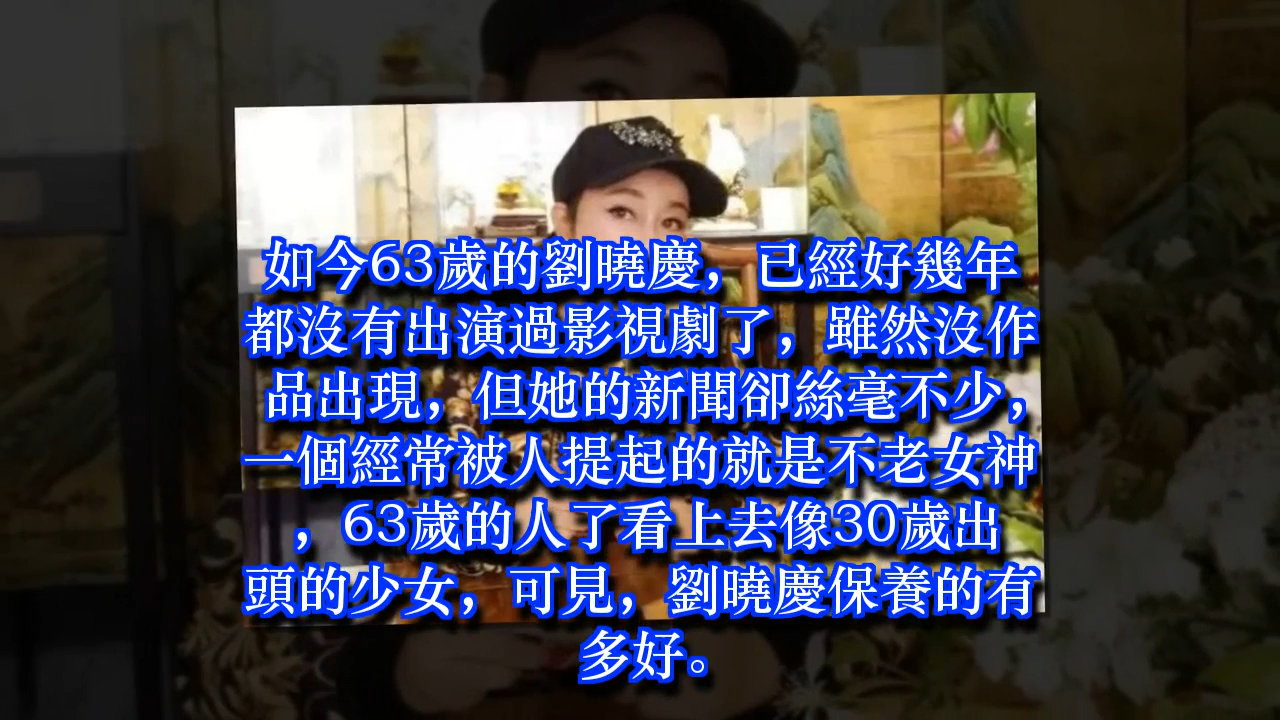 如今63歲的劉曉慶，已經好幾年
都沒有出演過影視劇了，雖然沒作
品出現，但她的新聞卻絲毫不少，
一個經常被人提起的就是不老女神
，63歲的人了看上去像30歲出
頭的少女，可見，劉曉慶保養的有
多好。